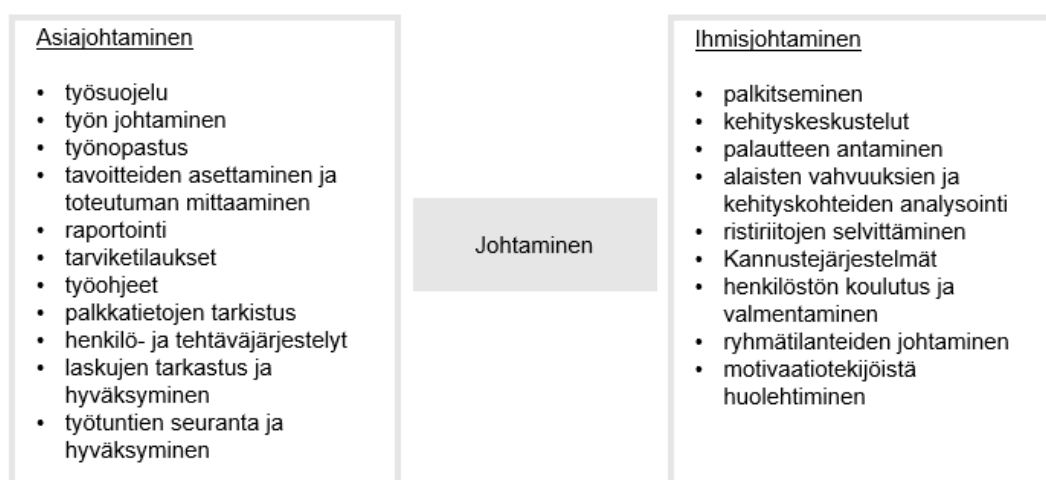 Asiajohtaminen
• työsuojelu
• työn johtaminen
• työnopastus
• tavoitteiden asettaminen ja
toteutuman mittaaminen
• raportointi
• tarviketilaukset
• työohjeet
• palkkatietojen tarkistus
• henkilö- ja tehtäväjärjestelyt
• laskujen tarkastus ja
hyväksyminen
• työtuntien seuranta ja
hyväksyminen
Johtaminen
Ihmisjohtaminen
• palkitseminen
• kehityskeskustelut
• palautteen antaminen
• alaisten vahvuuksien ja
kehityskohteiden analysointi
• ristiriitojen selvittäminen
• Kannustejärjestelmät
• henkilöstön koulutus ja
valmentaminen
• ryhmätilanteiden johtaminen
• motivaatiotekijöistä
huolehtiminen